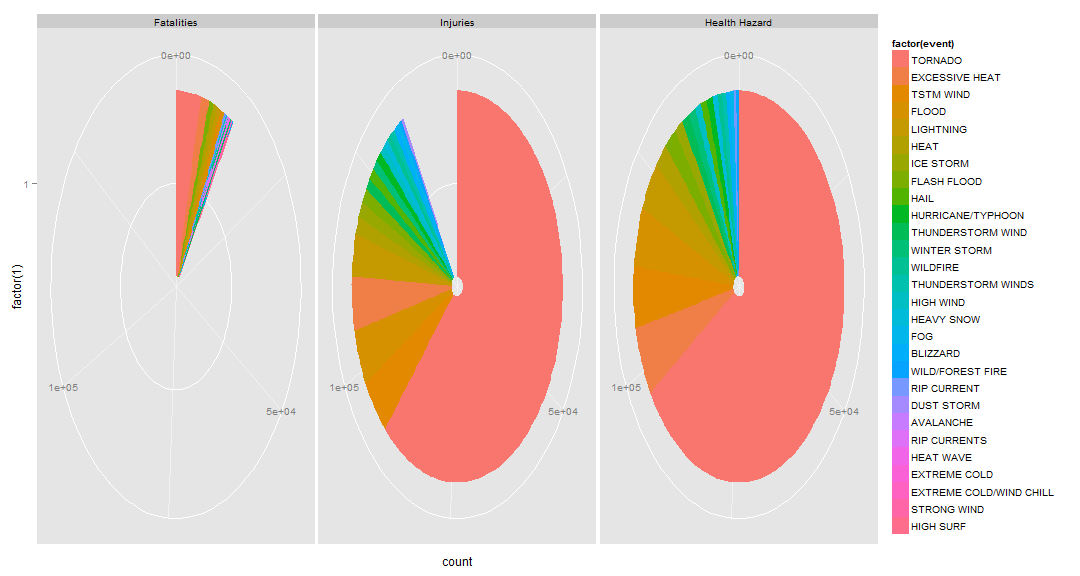 Fatalities
Injuries
Health Hazard
0e+00
0e+00
0e+00
1
1e+05
5e+04
1e+05
5e+04
1e+05
5e+04
factor(1)
count
factor(event)
TORNADO
EXCESSIVE HEAT
TSTM WIND
FLOOD
LIGHTNING
HEAT
ICE STORM
FLASH FLOOD
HAIL
HURRICANE/TYPHOON
THUNDERSTORM WIND
WINTER STORM
WILDFIRE
THUNDERSTORM WINDS
HIGH WIND
HEAVY SNOW
FOG
BLIZZARD
WILD/FOREST FIRE
RIP CURRENT
DUST STORM
AVALANCHE
RIP CURRENTS
HEAT WAVE
EXTREME COLD
EXTREME COLD/WIND CHILL
STRONG WIND
HIGH SURF